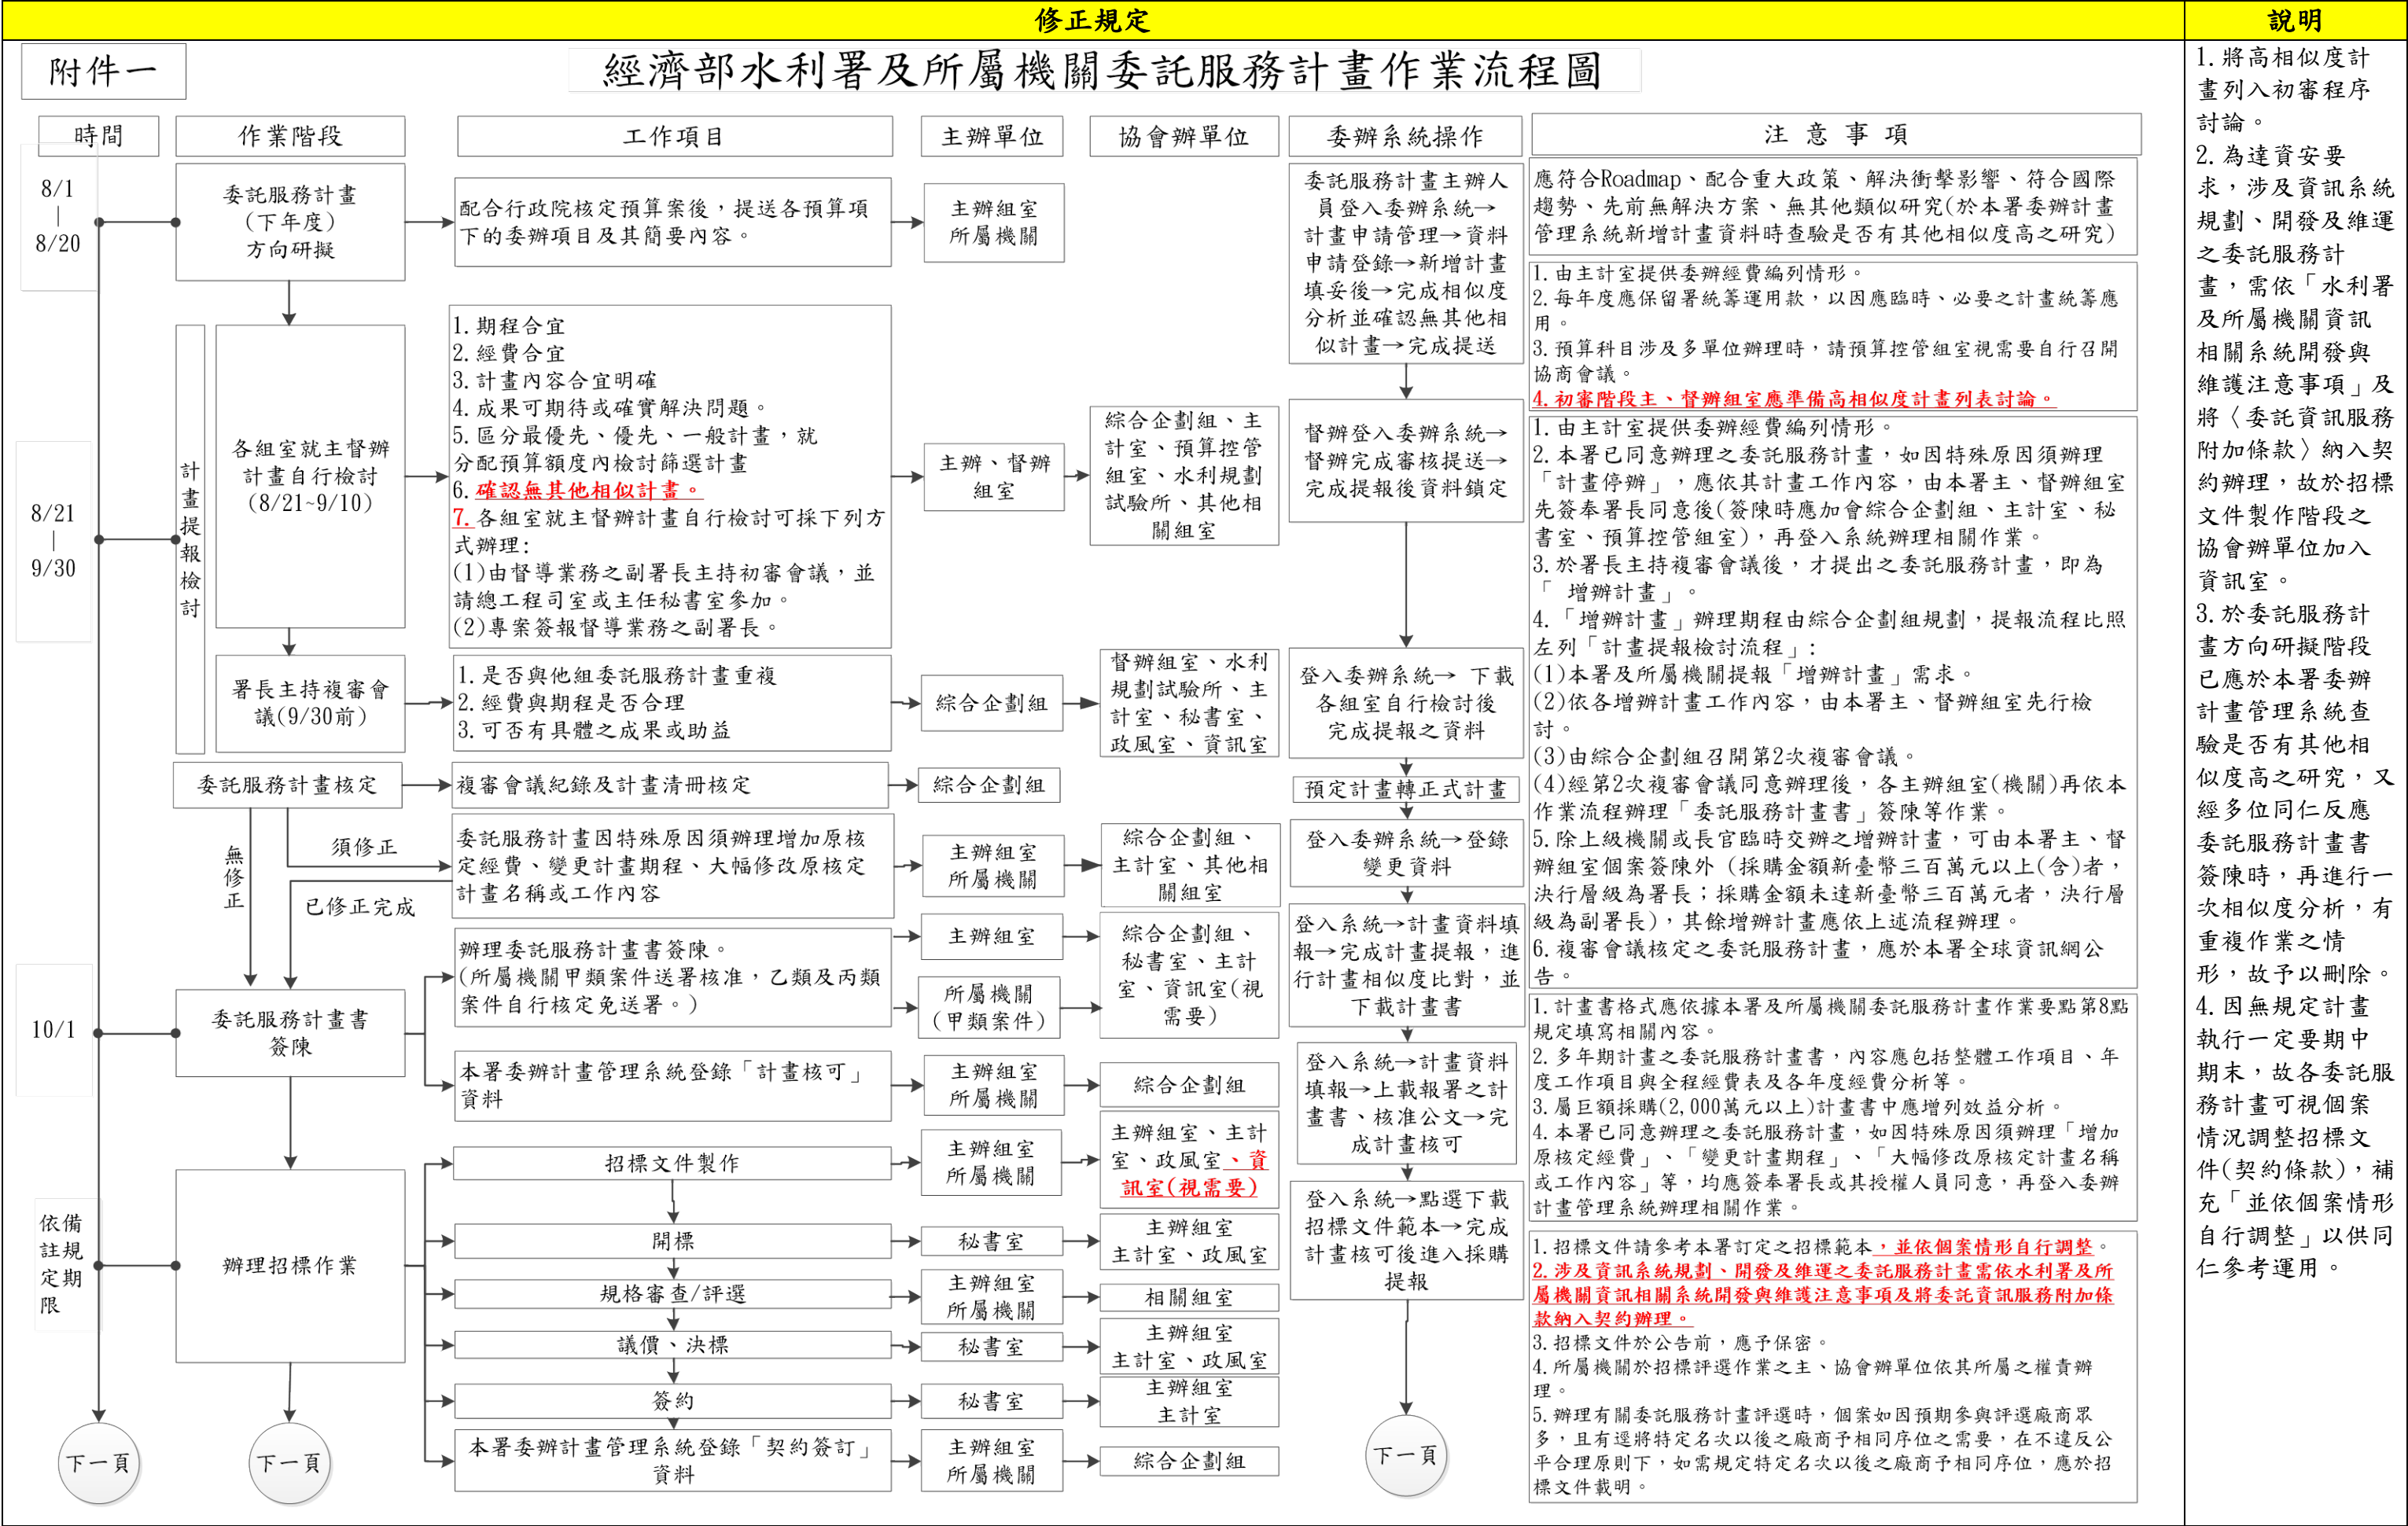 修正規定
說明
附件一
經濟部水利署及所屬機關委託服務計畫作業流程圖
時間
作業階段
工作項目
主辦單位
協會辦單位
委辦系統操作
注 意 事 項
8/1
|
8/20
委託服務計畫
(下年度)
方向研擬
配合行政院核定預算案後，提送各預算項
下的委辦項目及其簡要內容。
主辦組室
所屬機關
委託服務計畫主辦人
員登入委辦系統→
計畫申請管理→資料
申請登錄→新增計畫
填妥後→完成相似度
分析並確認無其他相
似計畫→完成提送
應符合Roadmap、配合重大政策、解決衝擊影響、符合國際
趨勢、先前無解決方案、無其他類似研究(於本署委辦計畫
管理系統新增計畫資料時查驗是否有其他相似度高之研究)
1.由主計室提供委辦經費編列情形。
2.每年度應保留署統籌運用款，以因應臨時、必要之計畫統籌應
用。
3.預算科目涉及多單位辦理時，請預算控管組室視需要自行召開
協商會議。
4.初審階段主、督辦組室應準備高相似度計畫列表討論。
8/21
|
9/30
計
畫
提
報
檢
討
各組室就主督辦
計畫自行檢討
(8/21~9/10)
1.期程合宜
2.經費合宜
3.計畫內容合宜明確
4.成果可期待或確實解決問題。
5.區分最優先、優先、一般計畫，就
分配預算額度內檢討篩選計畫
6.確認無其他相似計畫。
7.各組室就主督辦計畫自行檢討可採下列方
式辦理:
(1)由督導業務之副署長主持初審會議，並
請總工程司室或主任秘書室參加。
(2)專案簽報督導業務之副署長。
主辦、督辦
組室
綜合企劃組、主
計室、預算控管
組室、水利規劃
試驗所、其他相
關組室
督辦登入委辦系統→
督辦完成審核提送→
完成提報後資料鎖定
1.由主計室提供委辦經費編列情形。
2.本署已同意辦理之委託服務計畫，如因特殊原因須辦理
「計畫停辦」，應依其計畫工作內容，由本署主、督辦組室
先簽奉署長同意後(簽陳時應加會綜合企劃組、主計室、秘
書室、預算控管組室)，再登入系統辦理相關作業。
3.於署長主持複審會議後，才提出之委託服務計畫，即為
「 增辦計畫」。
4.「增辦計畫」辦理期程由綜合企劃組規劃，提報流程比照
左列「計畫提報檢討流程」:
(1)本署及所屬機關提報「增辦計畫」需求。
(2)依各增辦計畫工作內容，由本署主、督辦組室先行檢
討。
(3)由綜合企劃組召開第2次複審會議。
(4)經第2次複審會議同意辦理後，各主辦組室(機關)再依本
作業流程辦理「委託服務計畫書」簽陳等作業。
5.除上級機關或長官臨時交辦之增辦計畫，可由本署主、督
辦組室個案簽陳外 (採購金額新臺幣三百萬元以上(含)者，
決行層級為署長；採購金額未達新臺幣三百萬元者，決行層
級為副署長)，其餘增辦計畫應依上述流程辦理。
6.複審會議核定之委託服務計畫，應於本署全球資訊網公
告。
署長主持複審會
議(9/30前)
1.是否與他組委託服務計畫重複
2.經費與期程是否合理
3.可否有具體之成果或助益
綜合企劃組
督辦組室、水利
規劃試驗所、主
計室、秘書室、
政風室、資訊室
登入委辦系統→ 下載
各組室自行檢討後
完成提報之資料
委託服務計畫核定
複審會議紀錄及計畫清冊核定
綜合企劃組
預定計畫轉正式計畫
無
修
正
須修正
已修正完成
委託服務計畫因特殊原因須辦理增加原核
定經費、變更計畫期程、大幅修改原核定
計畫名稱或工作內容
主辦組室
所屬機關
綜合企劃組、
主計室、其他相
關組室
登入委辦系統→登錄
變更資料
10/1
委託服務計畫書
簽陳
辦理委託服務計畫書簽陳。
(所屬機關甲類案件送署核准，乙類及丙類
案件自行核定免送署。)
主辦組室
所屬機關
(甲類案件)
綜合企劃組、
秘書室、主計
室、資訊室(視
需要)
登入系統→計畫資料填
報→完成計畫提報，進
行計畫相似度比對，並
下載計畫書
本署委辦計畫管理系統登錄「計畫核可」
資料
主辦組室
所屬機關
綜合企劃組
登入系統→計畫資料
填報→上載報署之計
畫書、核准公文→完
成計畫核可
1.計畫書格式應依據本署及所屬機關委託服務計畫作業要點第8點
規定填寫相關內容。
2.多年期計畫之委託服務計畫書，內容應包括整體工作項目、年
度工作項目與全程經費表及各年度經費分析等。
3.屬巨額採購(2,000萬元以上)計畫書中應增列效益分析。
4.本署已同意辦理之委託服務計畫，如因特殊原因須辦理「增加
原核定經費」、「變更計畫期程」、「大幅修改原核定計畫名稱
或工作內容」等，均應簽奉署長或其授權人員同意，再登入委辦
計畫管理系統辦理相關作業。
依備
註規
定期
限
辦理招標作業
招標文件製作
主辦組室
所屬機關
主辦組室、主計
室、政風室、資
訊室(視需要)
登入系統→點選下載
招標文件範本→完成
計畫核可後進入採購
提報
開標
秘書室
主辦組室
主計室、政風室
規格審查/評選
主辦組室
所屬機關
相關組室
議價、決標
秘書室
主辦組室
主計室、政風室
簽約
秘書室
主辦組室
主計室
本署委辦計畫管理系統登錄「契約簽訂」
資料
主辦組室
所屬機關
綜合企劃組
1.招標文件請參考本署訂定之招標範本，並依個案情形自行調整。
2.涉及資訊系統規劃、開發及維運之委託服務計畫需依水利署及所
屬機關資訊相關系統開發與維護注意事項及將委託資訊服務附加條
款納入契約辦理。
3.招標文件於公告前，應予保密。
4.所屬機關於招標評選作業之主、協會辦單位依其所屬之權責辦
理。
5.辦理有關委託服務計畫評選時，個案如因預期參與評選廠商眾
多，且有逕將特定名次以後之廠商予相同序位之需要，在不違反公
平合理原則下，如需規定特定名次以後之廠商予相同序位，應於招
標文件載明。
下一頁
下一頁
下一頁
1.將高相似度計
畫列入初審程序
討論。
2.為達資安要
求，涉及資訊系統
規劃、開發及維運
之委託服務計
畫，需依「水利署
及所屬機關資訊
相關系統開發與
維護注意事項」及
將〈委託資訊服務
附加條款〉納入契
約辦理，故於招標
文件製作階段之
協會辦單位加入
資訊室。
3.於委託服務計
畫方向研擬階段
已應於本署委辦
計畫管理系統查
驗是否有其他相
似度高之研究，又
經多位同仁反應
委託服務計畫書
簽陳時，再進行一
次相似度分析，有
重複作業之情
形，故予以刪除。
4.因無規定計畫
執行一定要期中
期末，故各委託服
務計畫可視個案
情況調整招標文
件(契約條款)，補
充「並依個案情形
自行調整」以供同
仁參考運用。